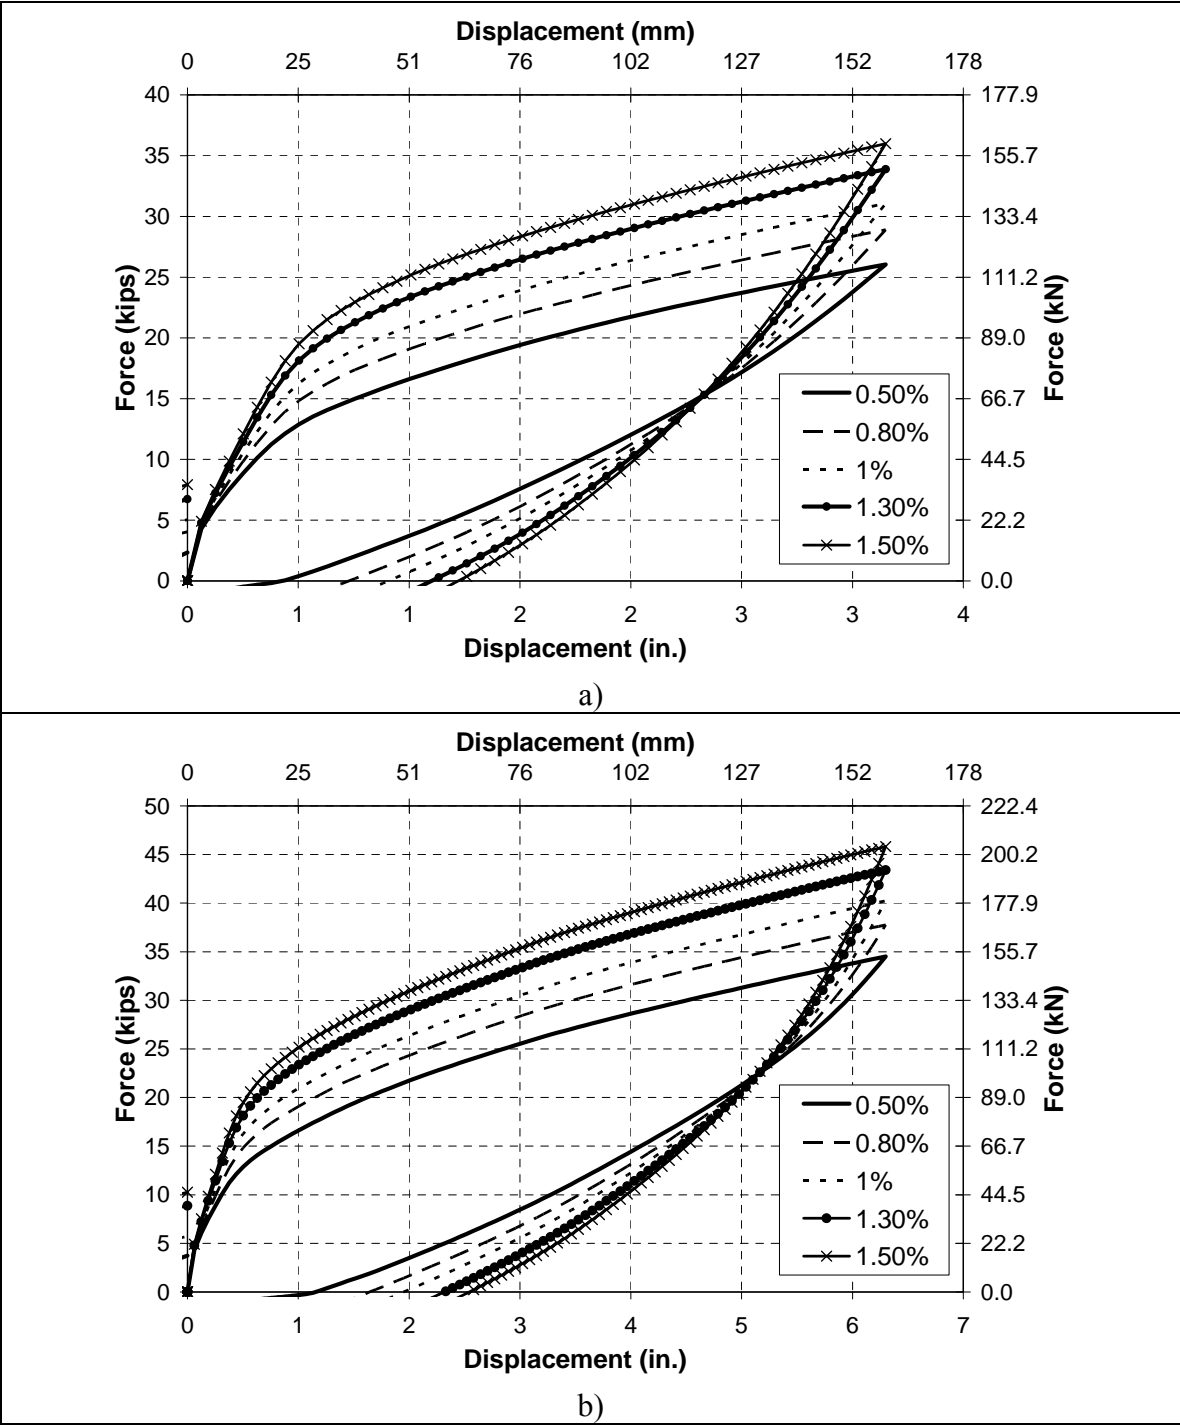 Displacement (mm)
0 25 51 76 102 127 152 178
40 177.9
35 155.7
30 133.4
25 111.2
20 89.0
15 66.7
10 44.5
5 22.2
0 0.0
Force (kips)
Force (kN)
0.50%
0.80%
1%
1.30%
1.50%
0 1 1 2 2 3 3 4
Displacement (in.)
a)
Displacement (mm)
0 25 51 76 102 127 152 178
50 222.4
45 200.2
40 177.9
35 155.7
30 133.4
25 111.2
20 89.0
15 66.7
10 44.5
5 22.2
0 0.0
Force (kips)
Force (kN)
0.50%
0.80%
1%
1.30%
1.50%
0 1 2 3 4 5 6 7
Displacement (in.)
b)